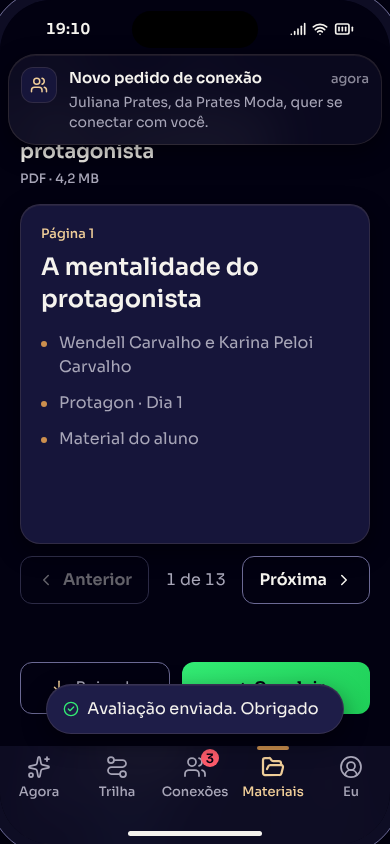 19:10
Novo pedido de conexão
agora
Juliana Prates, da Prates Moda, quer se
conectar com você.
protagonista
PDF · 4,2 MB
Página 1
A mentalidade do
protagonista
Wendell Carvalho e Karina Peloi
Carvalho
Protagon · Dia 1
Material do aluno
Anterior
1 de 13
Próxima
Avaliação enviada. Obrigado
3
Agora
Trilha
Conexões
Materiais
Eu